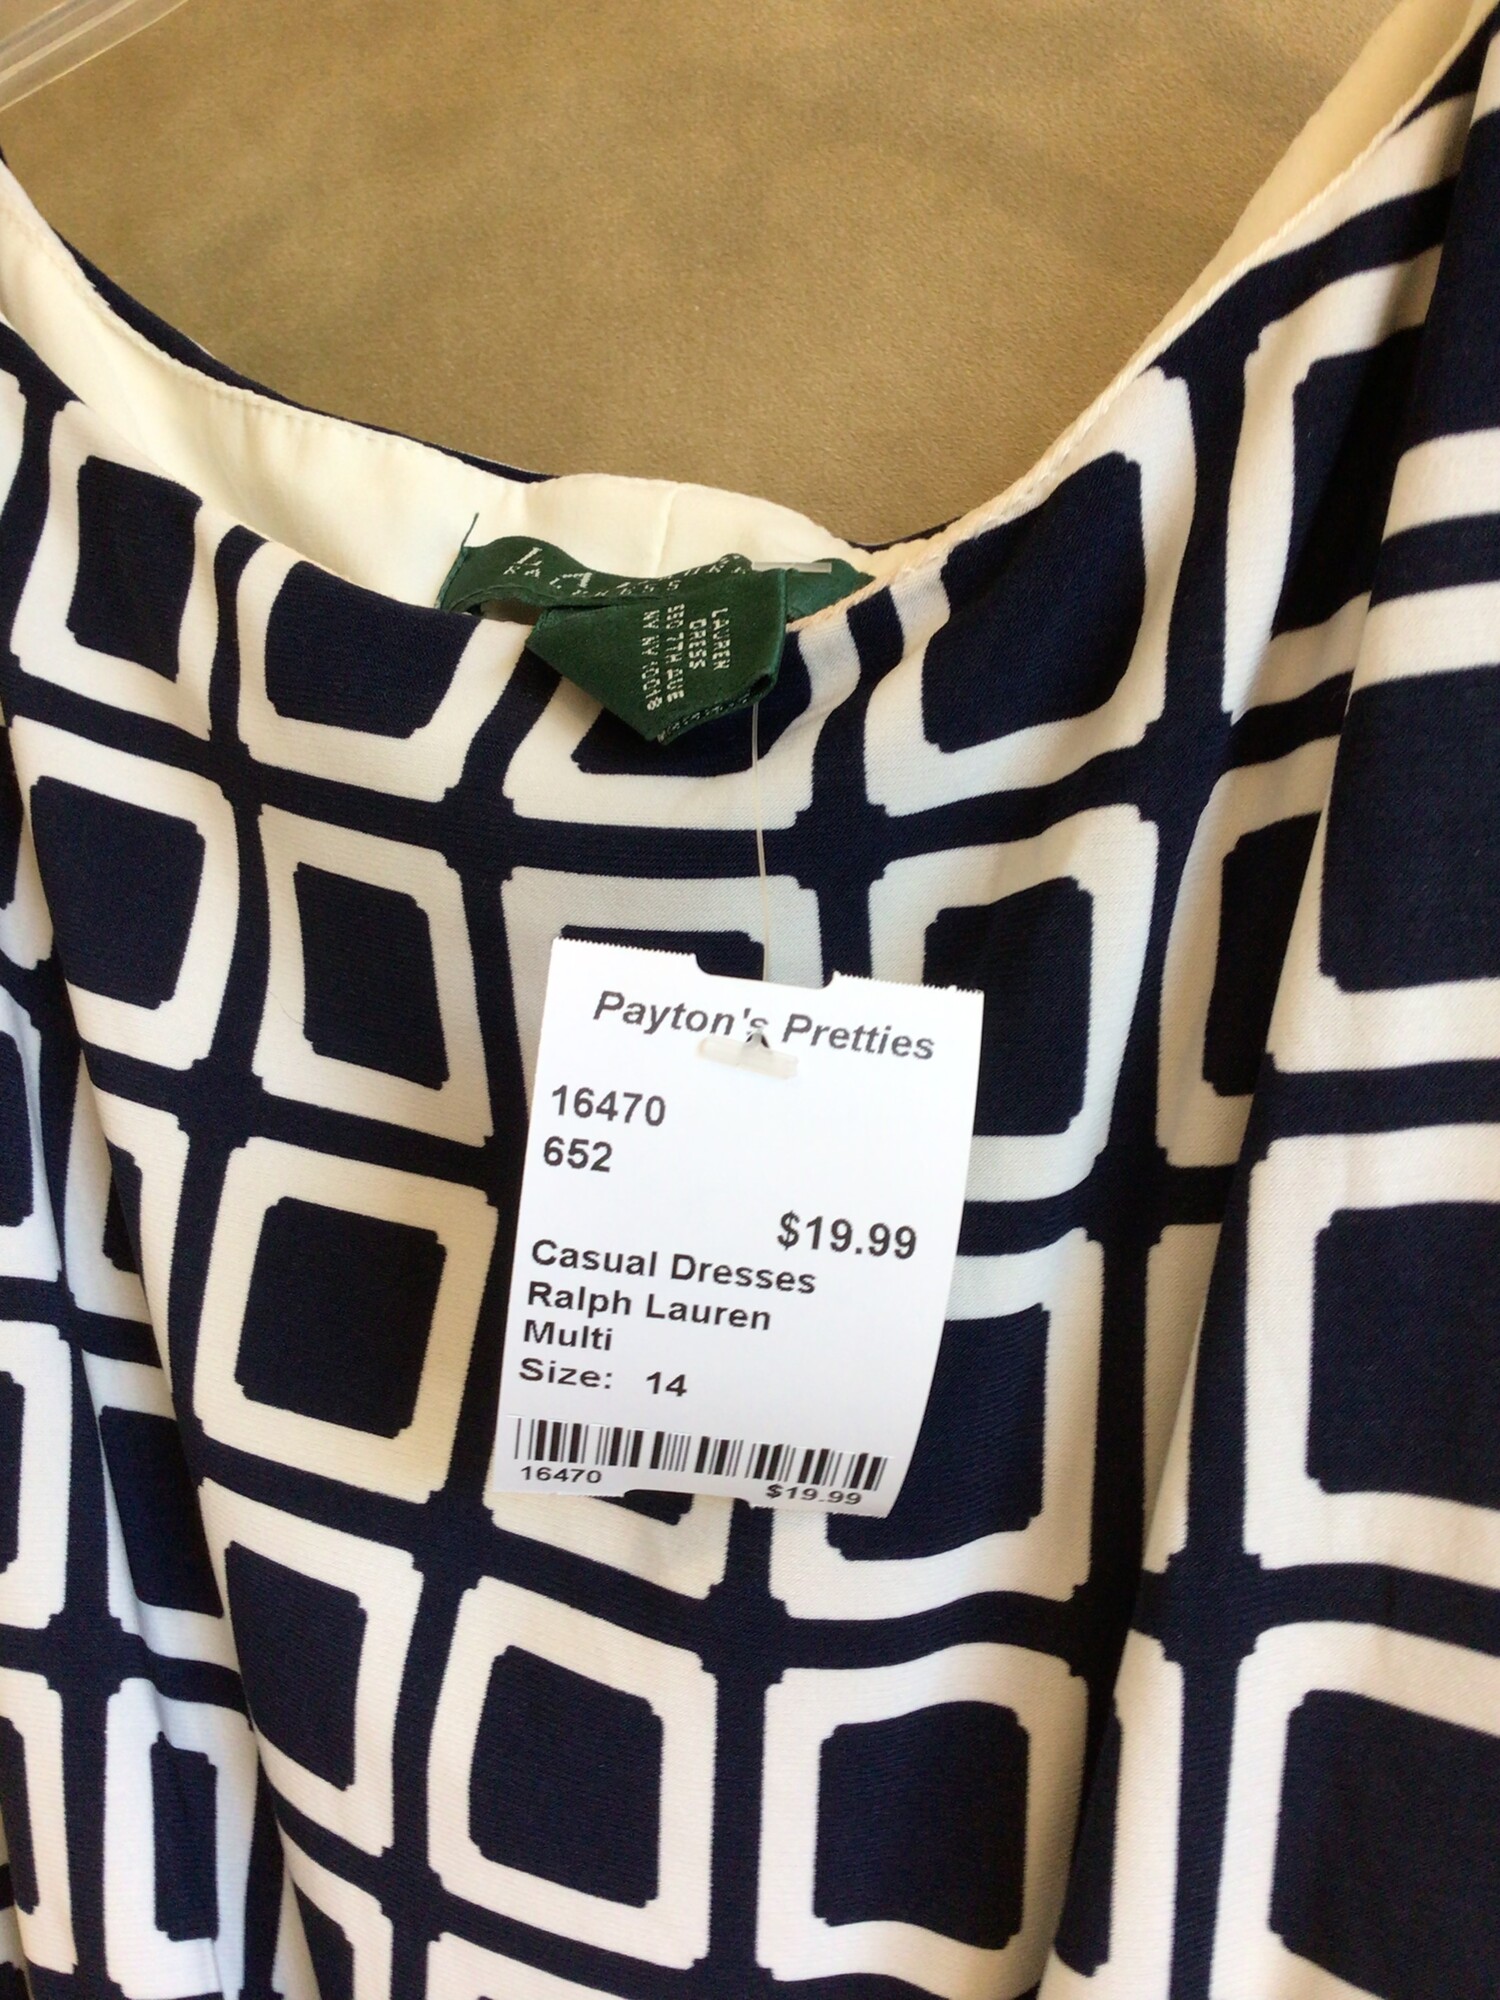 LAUREN
DRESS
550 7TH AVE
NY NY 10018
Payton's Pretties
16470
652
$19.99
Casual Dresses
Ralph Lauren
Multi
Size: 14
16470
$19.99